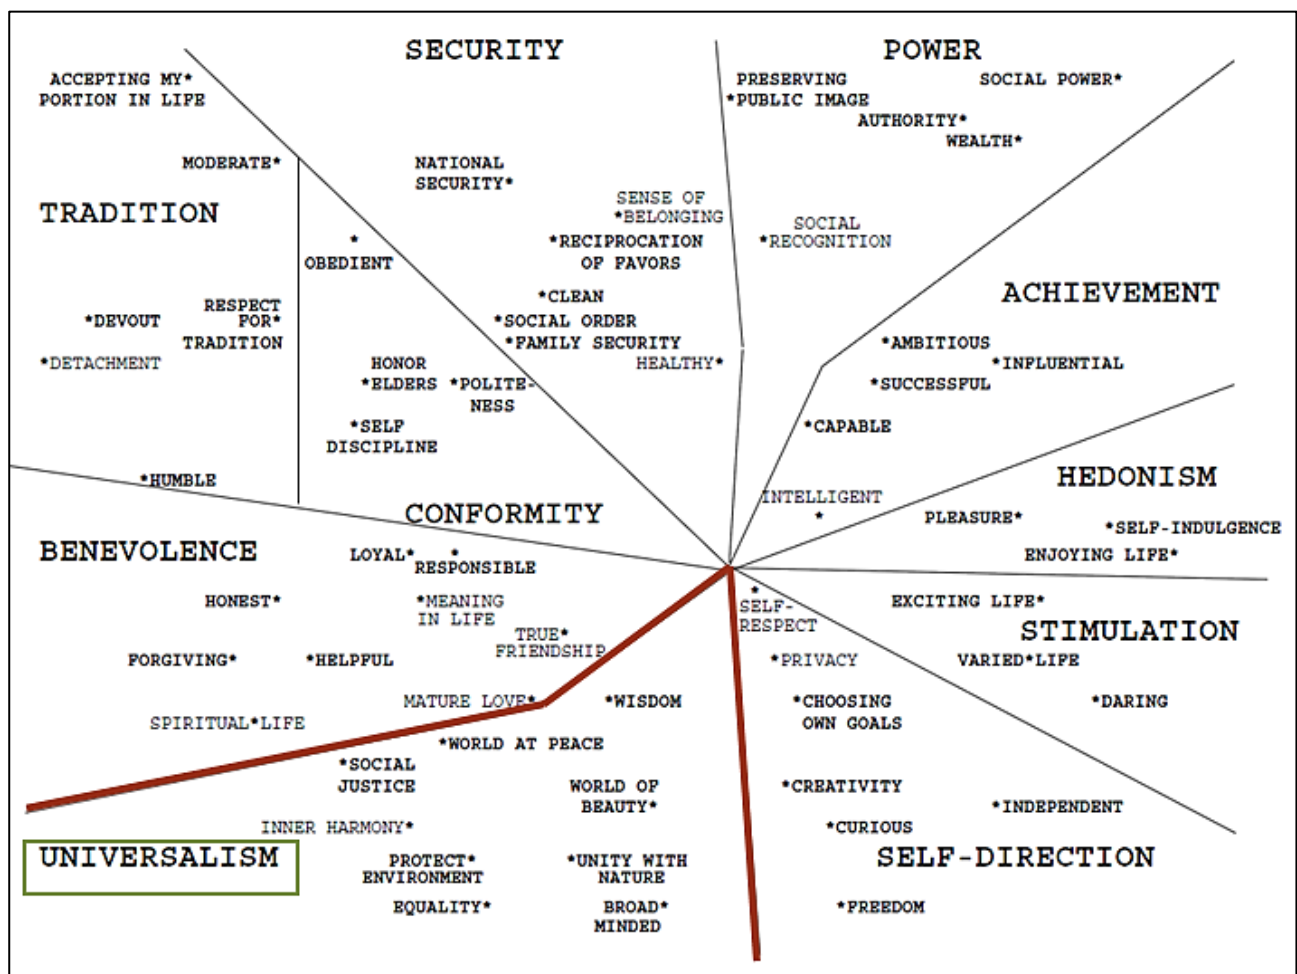 SECURITY
POWER
ACCEPTING MY*
PORTION IN LIFE
PRESERVING
*PUBLIC IMAGE
SOCIAL POWER*
AUTHORITY*
WEALTH*
MODERATE*
NATIONAL
SECURITY*
TRADITION
SENSE OF
*BELONGING
SOCIAL
*RECOGNITION
*
OBEDIENT
*RECIPROCATION
OF FAVORS
*CLEAN
ACHIEVEMENT
*DEVOUT
RESPECT
FOR*
TRADITION
*SOCIAL ORDER
*FAMILY SECURITY
HEALTHY*
*AMBITIOUS
*INFLUENTIAL
*SUCCESSFUL
*DETACHMENT
HONOR
*ELDERS
*POLITE-
NESS
*SELF
DISCIPLINE
*CAPABLE
*HUMBLE
HEDONISM
INTELLIGENT
*
CONFORMITY
PLEASURE*
*SELF-INDULGENCE
ENJOYING LIFE*
BENEVOLENCE
LOYAL*
*
RESPONSIBLE
HONEST*
*MEANING
IN LIFE
*
SELF-
RESPECT
EXCITING LIFE*
STIMULATION
TRUE*
FRIENDSHIP
FORGIVING*
*HELPFUL
*PRIVACY
VARIED*LIFE
MATURE LOVE*
*WISDOM
*CHOOSING
OWN GOALS
*DARING
SPIRITUAL*LIFE
*WORLD AT PEACE
*SOCIAL
JUSTICE
WORLD OF
BEAUTY*
*CREATIVITY
*INDEPENDENT
INNER HARMONY*
*CURIOUS
UNIVERSALISM
PROTECT*
ENVIRONMENT
*UNITY WITH
NATURE
SELF-DIRECTION
EQUALITY*
BROAD*
MINDED
*FREEDOM